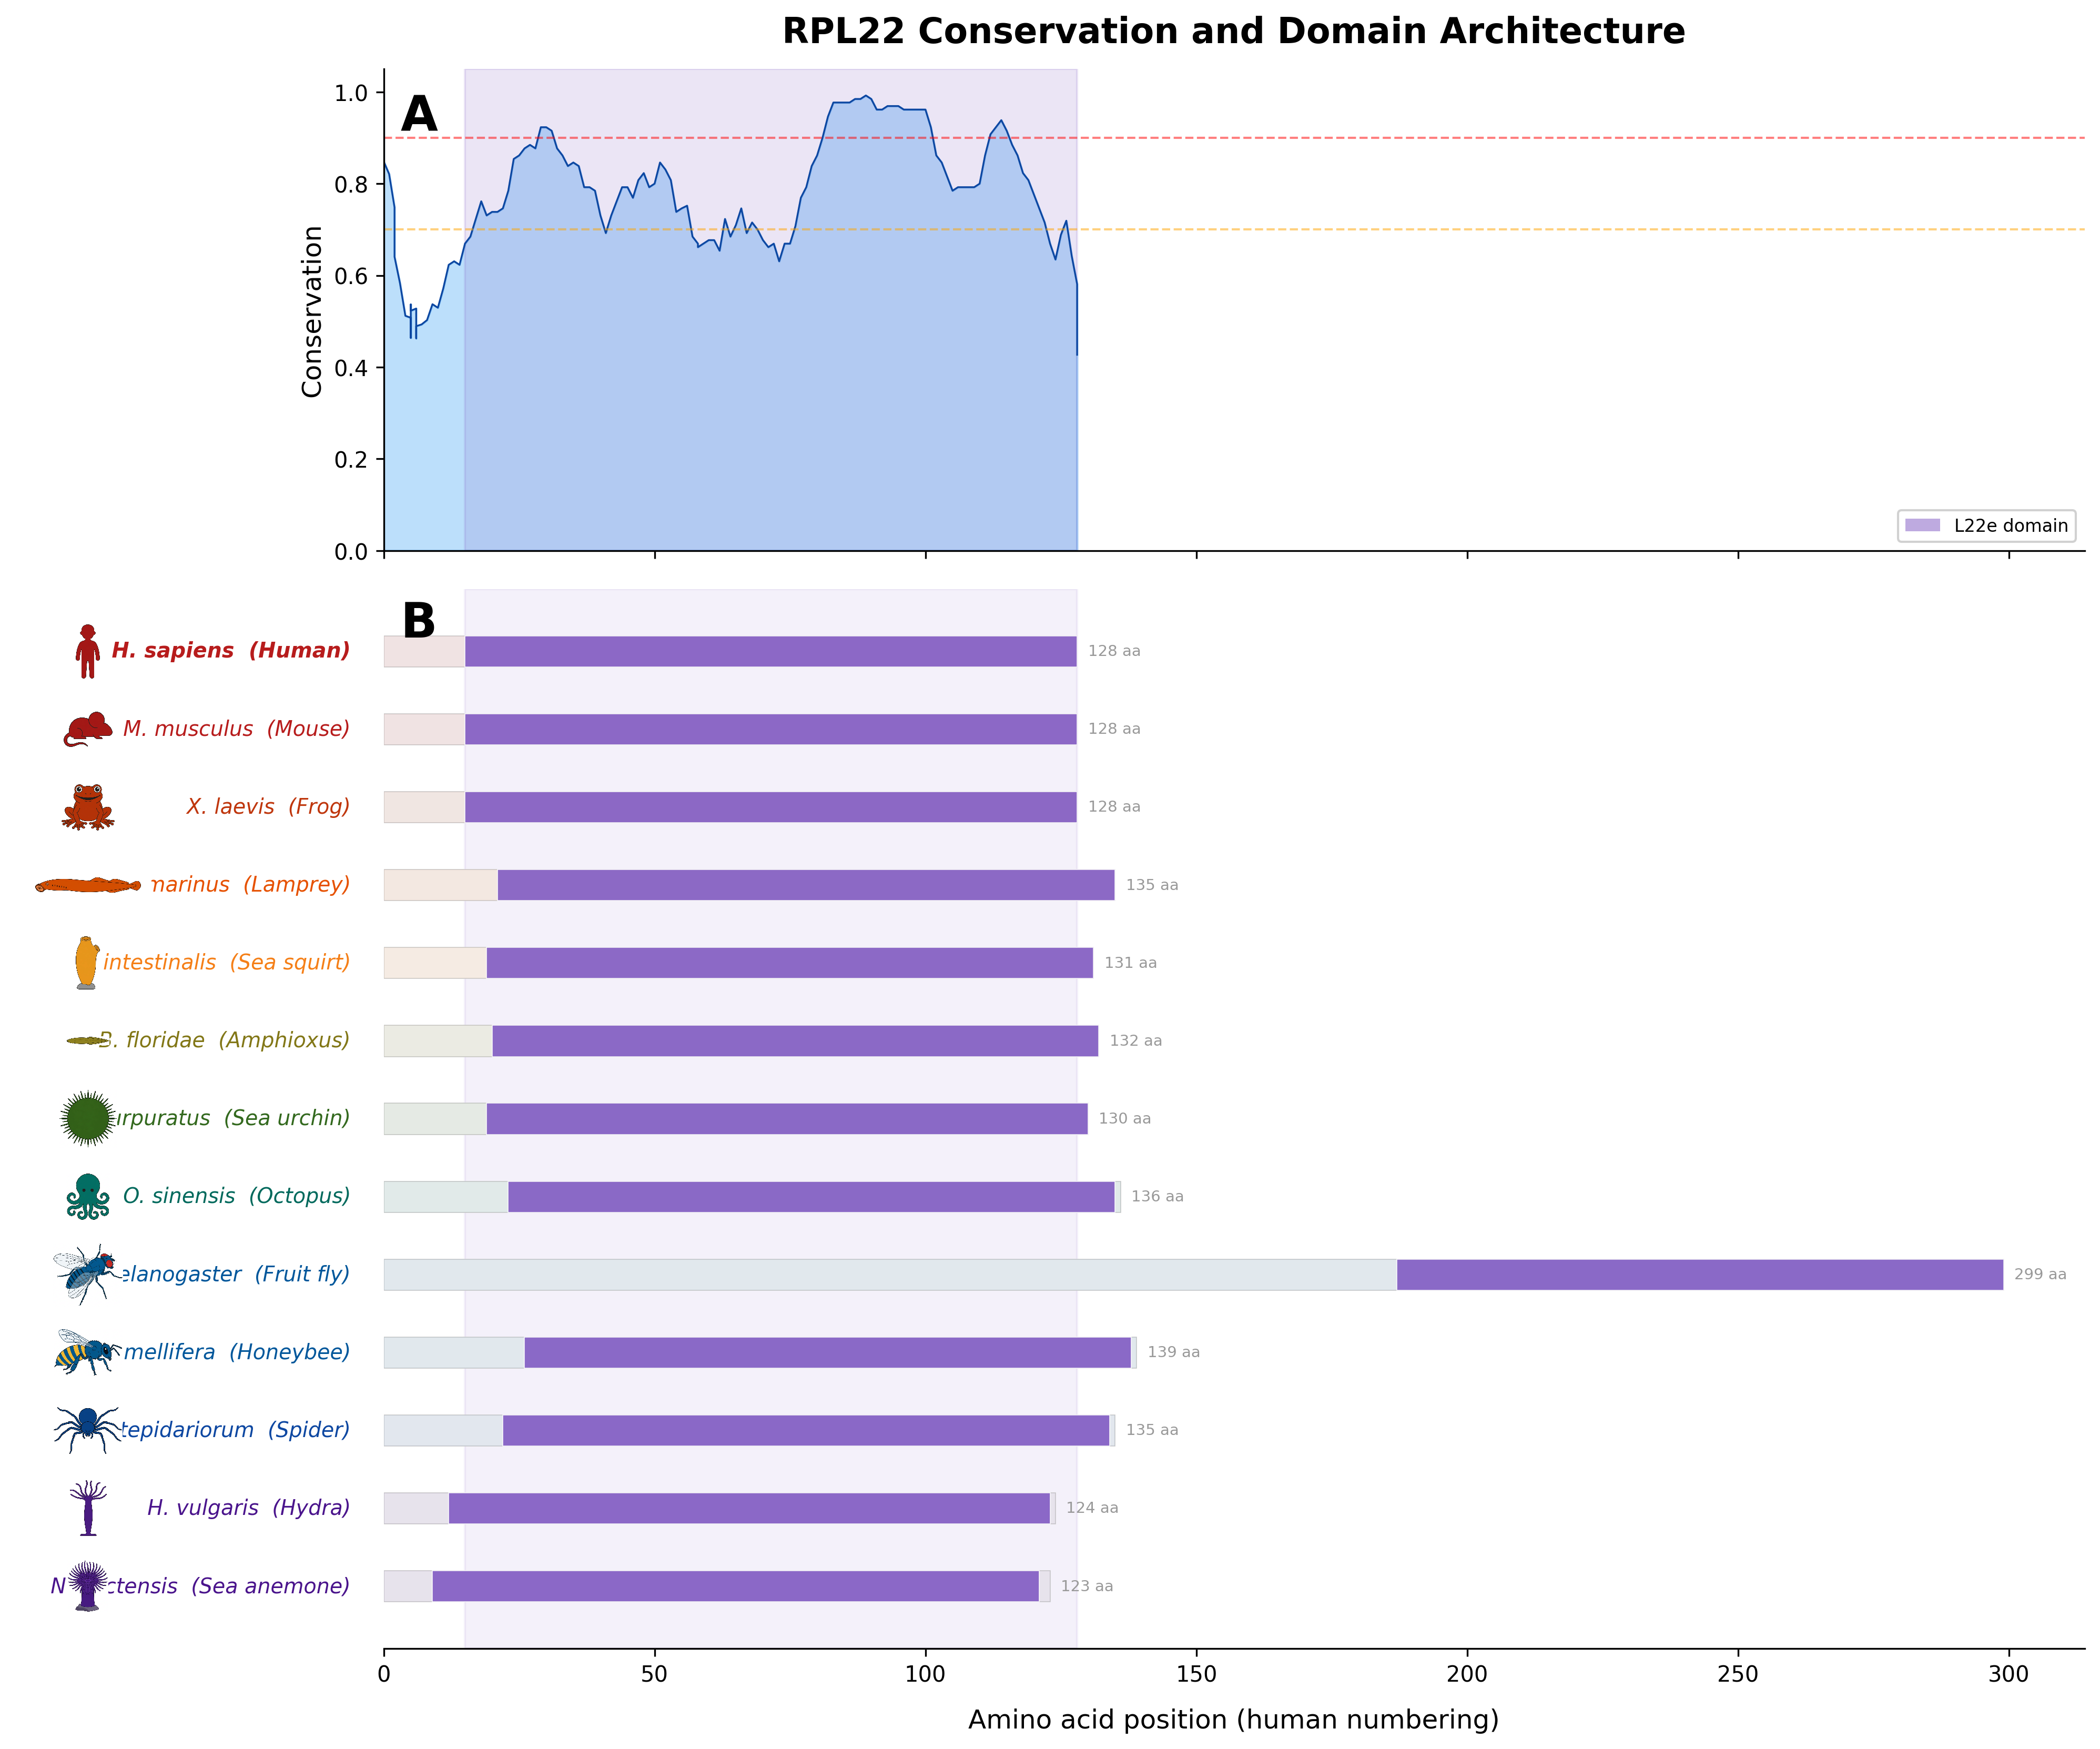 RPL22 Conservation and Domain Architecture
A
1.0
0.8
0.6
0.4
0.2
0.0
Conservation
L22e domain
B
H. sapiens (Human)
128 aa
M. musculus (Mouse)
128 aa
X. laevis (Frog)
128 aa
marinus (Lamprey)
135 aa
intestinalis (Sea squirt)
131 aa
B. floridae (Amphioxus)
132 aa
(Sea urchin)
130 aa
O. sinensis (Octopus)
136 aa
(Fruit fly)
299 aa
mellifera (Honeybee)
139 aa
tepidariorum (Spider)
135 aa
H. vulgaris (Hydra)
124 aa
N (Sea anemone)
123 aa
0 50 100 150 200 250 300
Amino acid position (human numbering)